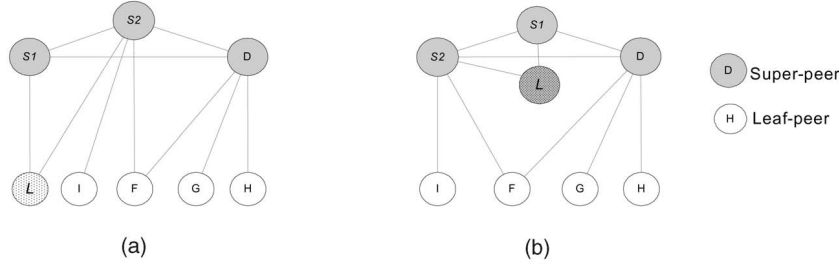 S2
S1
D
L
I
F
G
H
(a)
S1
S2
D
L
I
F
G
H
(b)
D Super-peer
H Leaf-peer